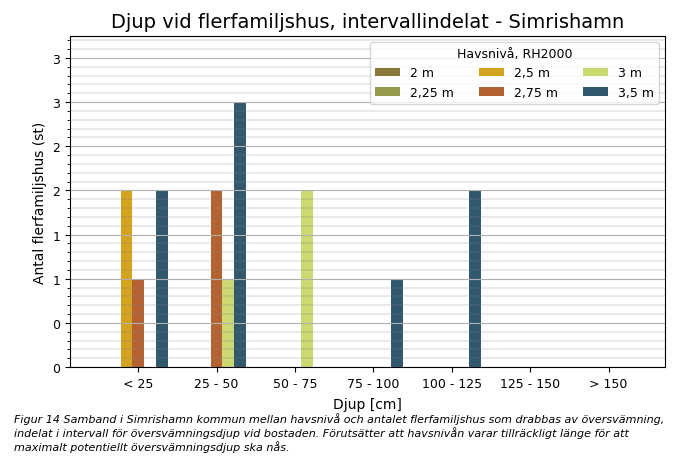 Djup vid flerfamiljshus, intervallindelat - Simrishamn
Havsnivå, RH2000
2 m
2,5 m
3 m
2,25 m
2,75 m
3,5 m
Antal flerfamiljshus (st)
3
3
2
2
1
1
0
0
< 25
25 - 50
50 - 75
75 - 100
100 - 125
125 - 150
> 150
Djup [cm]
Figur 14 Samband i Simrishamn kommun mellan havsnivå och antalet flerfamiljshus som drabbas av översvämning,
indelat i intervall för översvämningsdjup vid bostaden. Förutsätter att havsnivån varar tillräckligt länge för att
maximalt potentiellt översvämningsdjup ska nås.